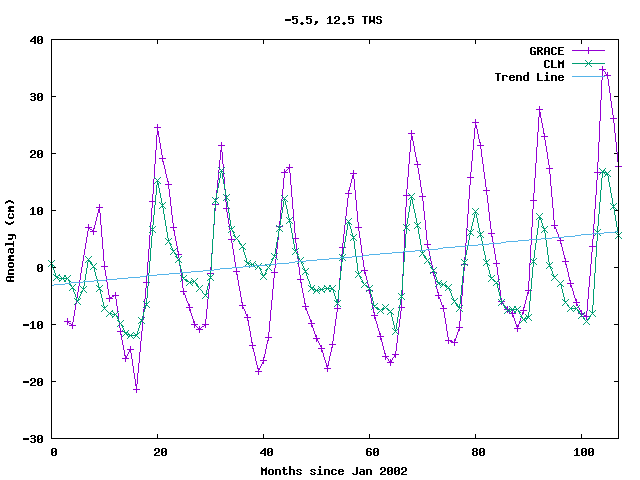 -5.5, 12.5 TWS
GRACE
CLM
Trend Line
40
30
20
10
0
-10
-20
-30
Anomaly (cm)
0 20 40 60 80 100
Months since Jan 2002